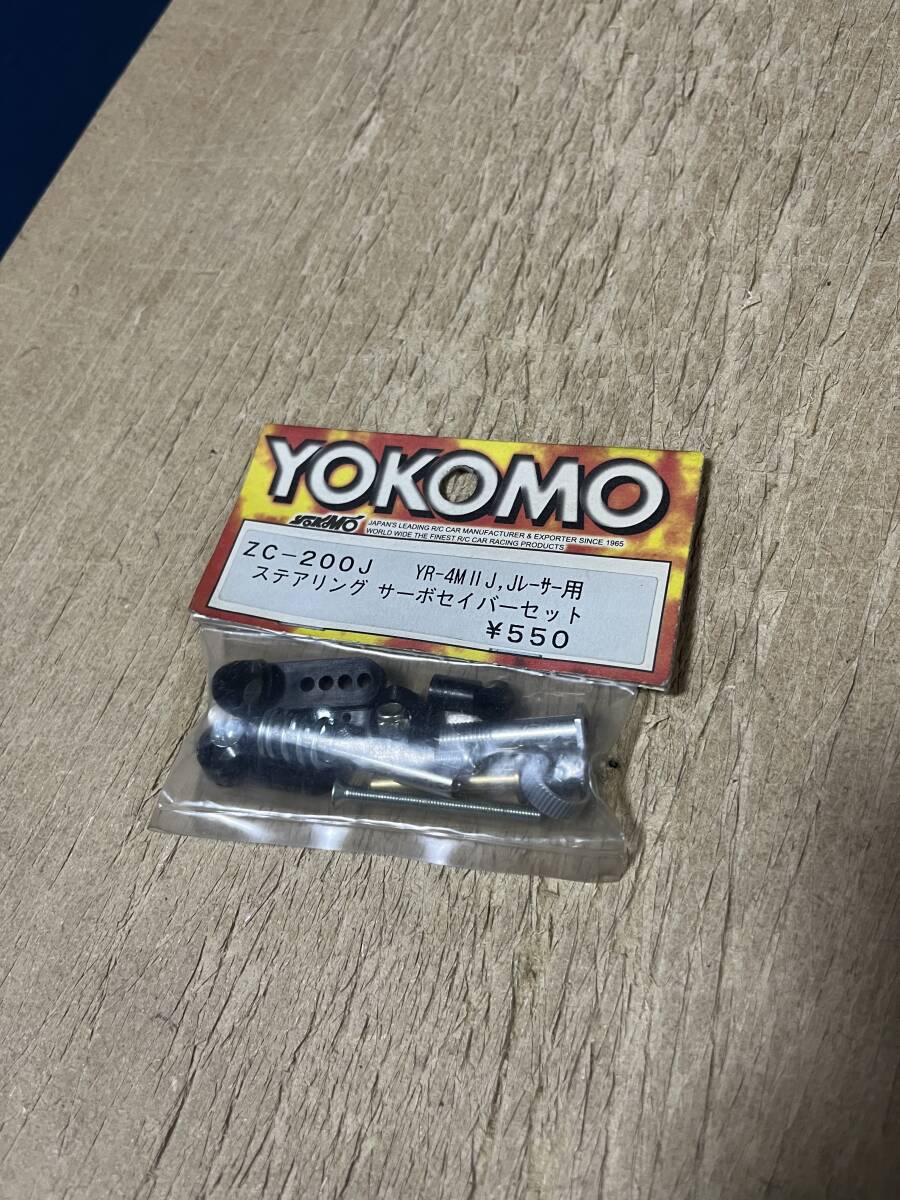 YOKOMO
YOKOMO JAPAN'S LEADING R/C CAR MANUFACTURER & EXPORTER SINCE 1965
WORLD WIDE THE FINEST R/C CAR RACING PRODUCTS
ZC-200J YR-4MⅡJ,Jﾚｰｻｰ用
ステアリング サーボセイバーセット
¥550